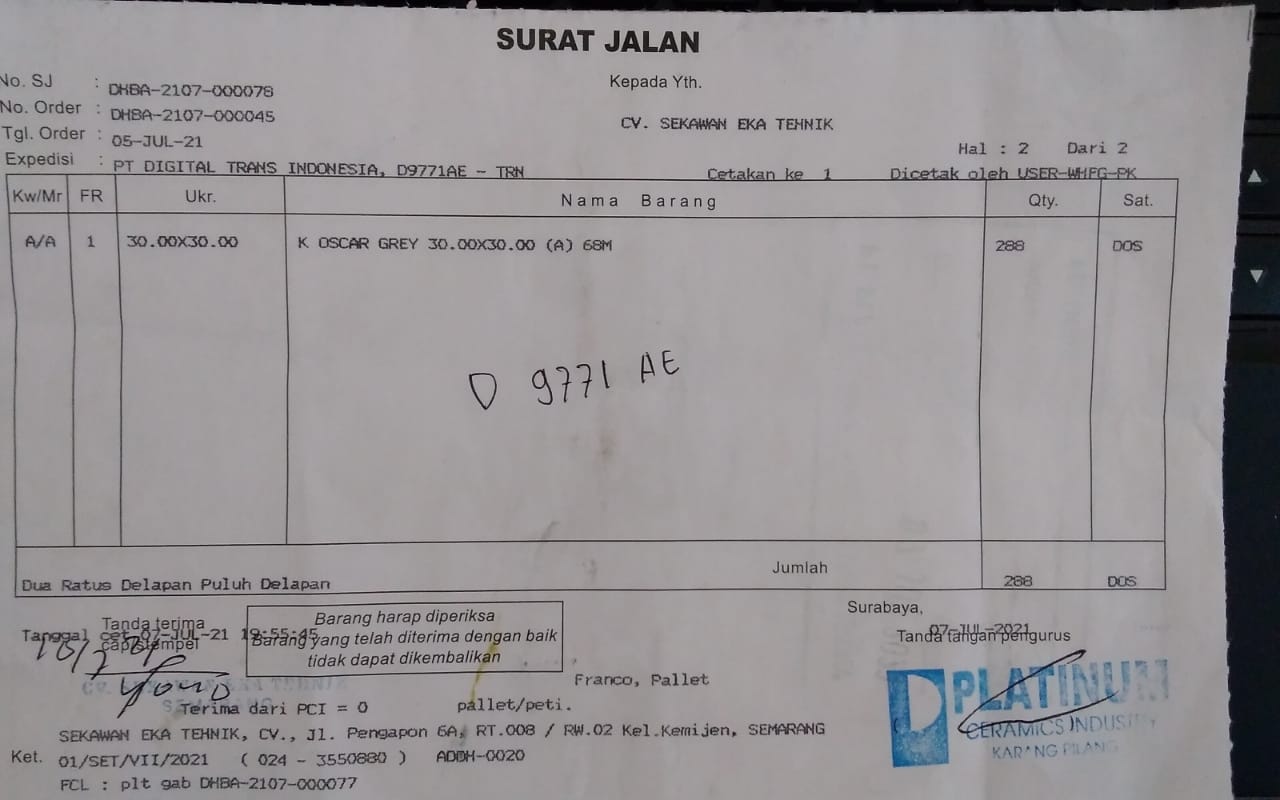 SURAT JALAN
No. SJ : DHBA-2107-000078
Kepada Yth.
No. Order : DHBA-2107-000045
CV. SEKAWAN EKA TEHNIK
Tgl. Order : 05-JUL-21
Hal : 2 Dari 2
Expedisi : PT DIGITAL TRANS INDONESIA, D9771AE - TRN
Cetakan ke 1 Dicetak oleh USER-WHFG-PK
Kw/Mr FR Ukr. Nama Barang Qty. Sat.
A/A 1 30.00X30.00 K OSCAR GREY 30.00X30.00 (A) 68M 288 DOS
D 9771 AE
Jumlah
Dua Ratus Delapan Puluh Delapan 288 DOS
Tanda terima
cap/stempel
Tanggal cet 07-JUL-21 19:55:45
Barang harap diperiksa
Barang yang telah diterima dengan baik
tidak dapat dikembalikan
Surabaya,
07-JUL-2021
Tanda tangan pengurus
CV. SEKAWAN EKA TEHNIK
SEMARANG
Franco, Pallet
PLATINUM
CERAMICS INDUSTRY
KARANG PILANG
Terima dari PCI = 0 pallet/peti.
SEKAWAN EKA TEHNIK, CV., Jl. Pengapon 6A, RT.008 / RW.02 Kel.Kemijen, SEMARANG
Ket. 01/SET/VII/2021 ( 024 - 3550880 ) ADDH-0020
FCL : plt gab DHBA-2107-000077